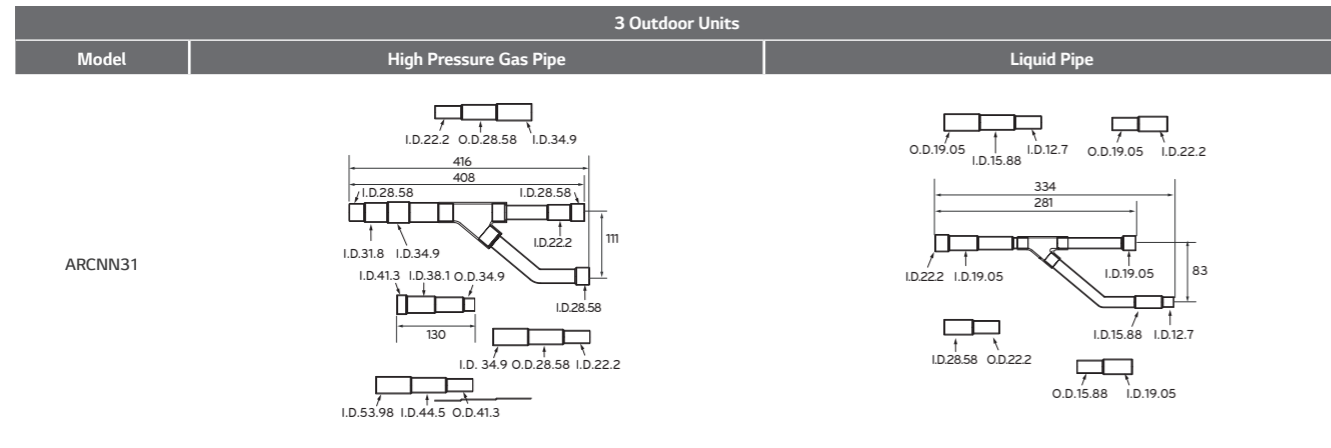 3 Outdoor Units
Model High Pressure Gas Pipe Liquid Pipe
ARCNN31
I.D.22.2 O.D.28.58 I.D.34.9
416
408
I.D.28.58 I.D.28.58
I.D.22.2
111
I.D.31.8 I.D.34.9
I.D.41.3 I.D.38.1 O.D.34.9
I.D.28.58
130
I.D. 34.9 O.D.28.58 I.D.22.2
I.D.53.98 I.D.44.5 O.D.41.3
O.D.19.05 I.D.15.88 I.D.12.7
O.D.19.05 I.D.22.2
334
281
83
I.D.22.2 I.D.19.05 I.D.19.05
I.D.15.88 I.D.12.7
I.D.28.58 O.D.22.2
O.D.15.88 I.D.19.05